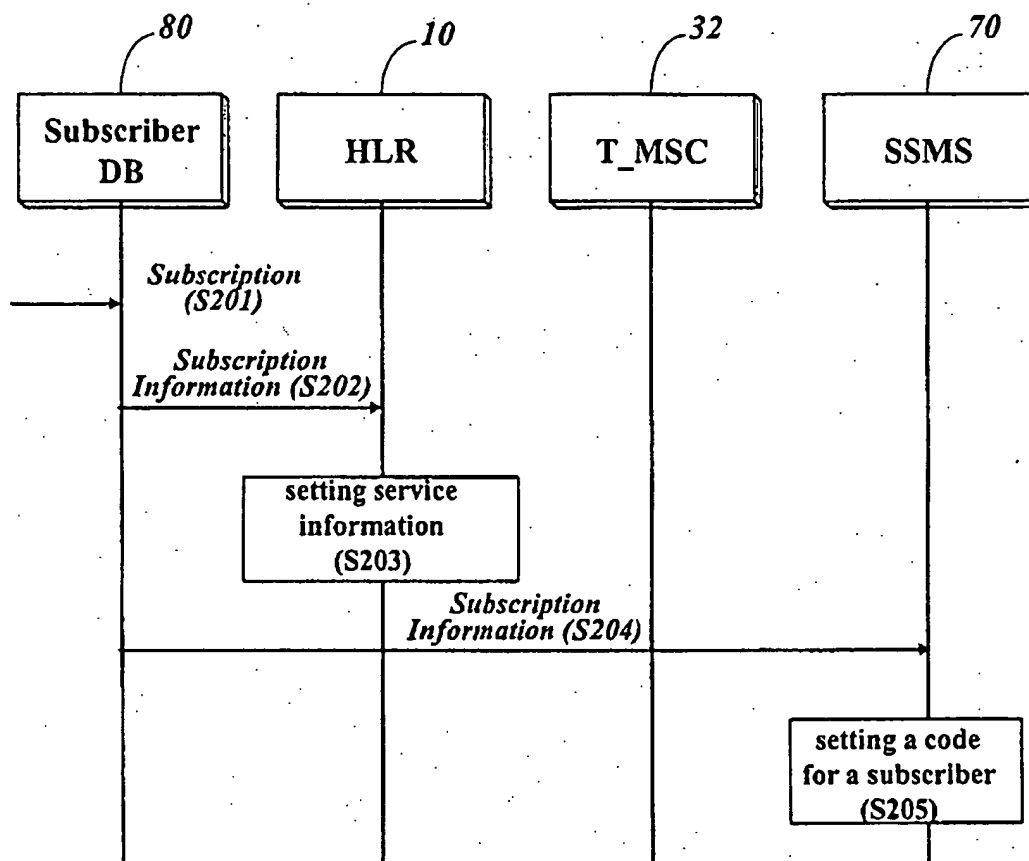 80
10
32
70
Subscriber
DB
HLR
T_MSC
SSMS
Subscription
(S201)
Subscription
Information (S202)
setting service
information
(S203)
Subscription
Information (S204)
setting a code
for a subscriber
(S205)